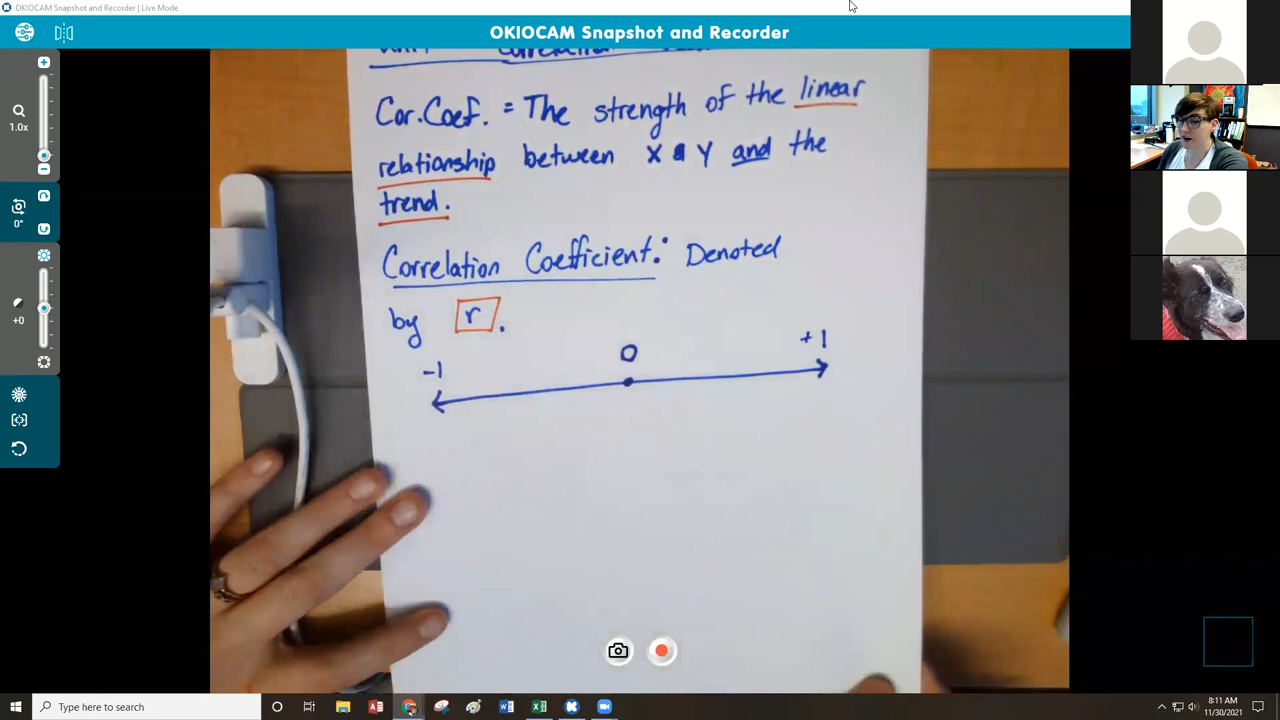 OKIOCAM Snapshot and Recorder | Live Mode
OKIOCAM Snapshot and Recorder
Correlation
Cor.Coef. = The strength of the linear
relationship between X & Y and the
trend.
Correlation Coefficient: Denoted
by r.
-1 0 +1
1.0x
0°
+0
Type here to search
8:11 AM
11/30/2021